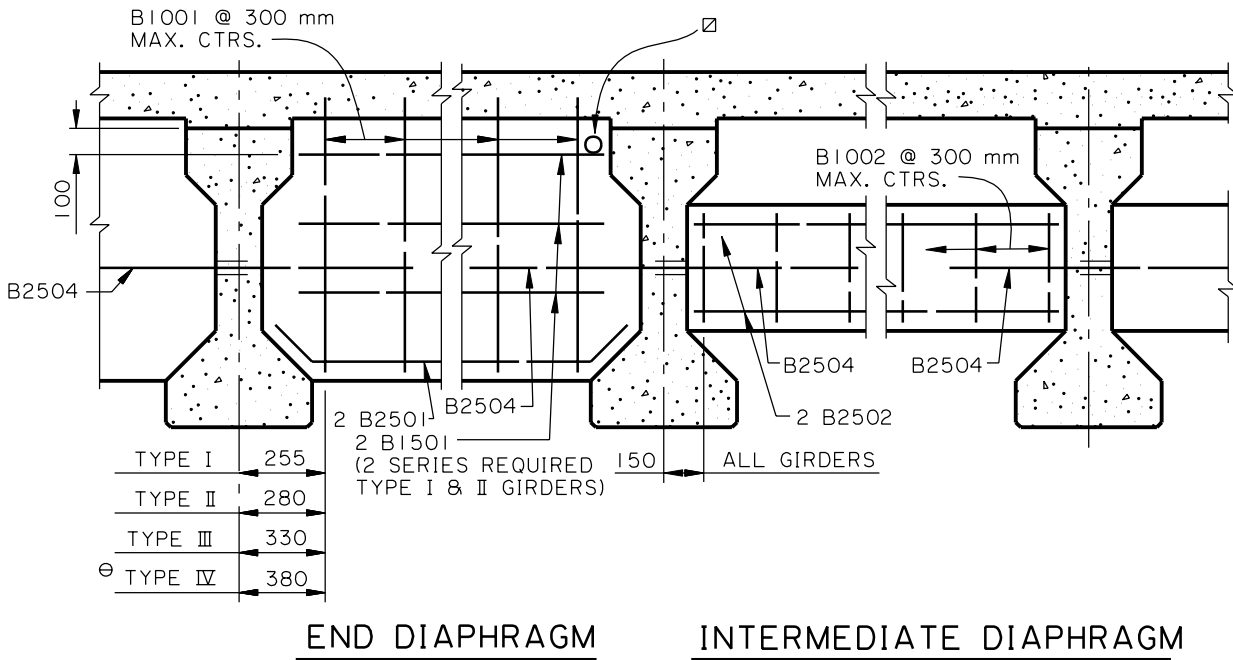 B1001 @ 300 mm
MAX. CTRS.
B1002 @ 300 mm
MAX. CTRS.
100
B2504
B2504
B2504
B2504
2 B2501
2 B1501
(2 SERIES REQUIRED
TYPE I & II GIRDERS)
2 B2502
150 ALL GIRDERS
TYPE I 255
TYPE II 280
TYPE III 330
⊖ TYPE IV 380
END DIAPHRAGM
INTERMEDIATE DIAPHRAGM